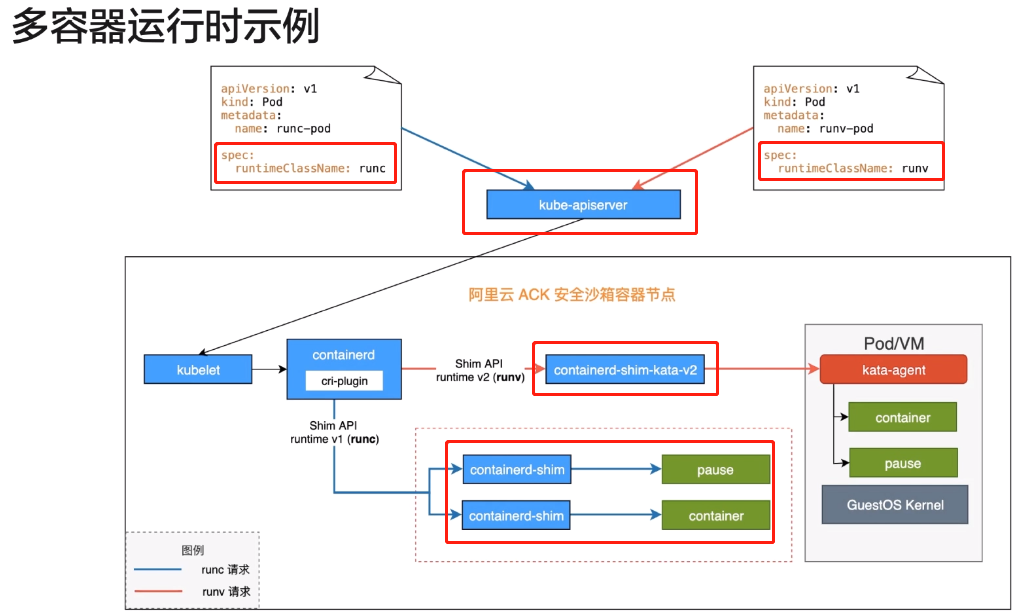 多容器运行时示例
apiVersion: v1
kind: Pod
metadata:
name: runc-pod
spec:
runtimeClassName: runc
apiVersion: v1
kind: Pod
metadata:
name: runv-pod
spec:
runtimeClassName: runv
kube-apiserver
阿里云 ACK 安全沙箱容器节点
kubelet
containerd
cri-plugin
Shim API
runtime v2 (runv)
containerd-shim-kata-v2
Pod/VM
kata-agent
container
pause
GuestOS Kernel
Shim API
runtime v1 (runc)
containerd-shim
pause
containerd-shim
container
图例
runc 请求
runv 请求